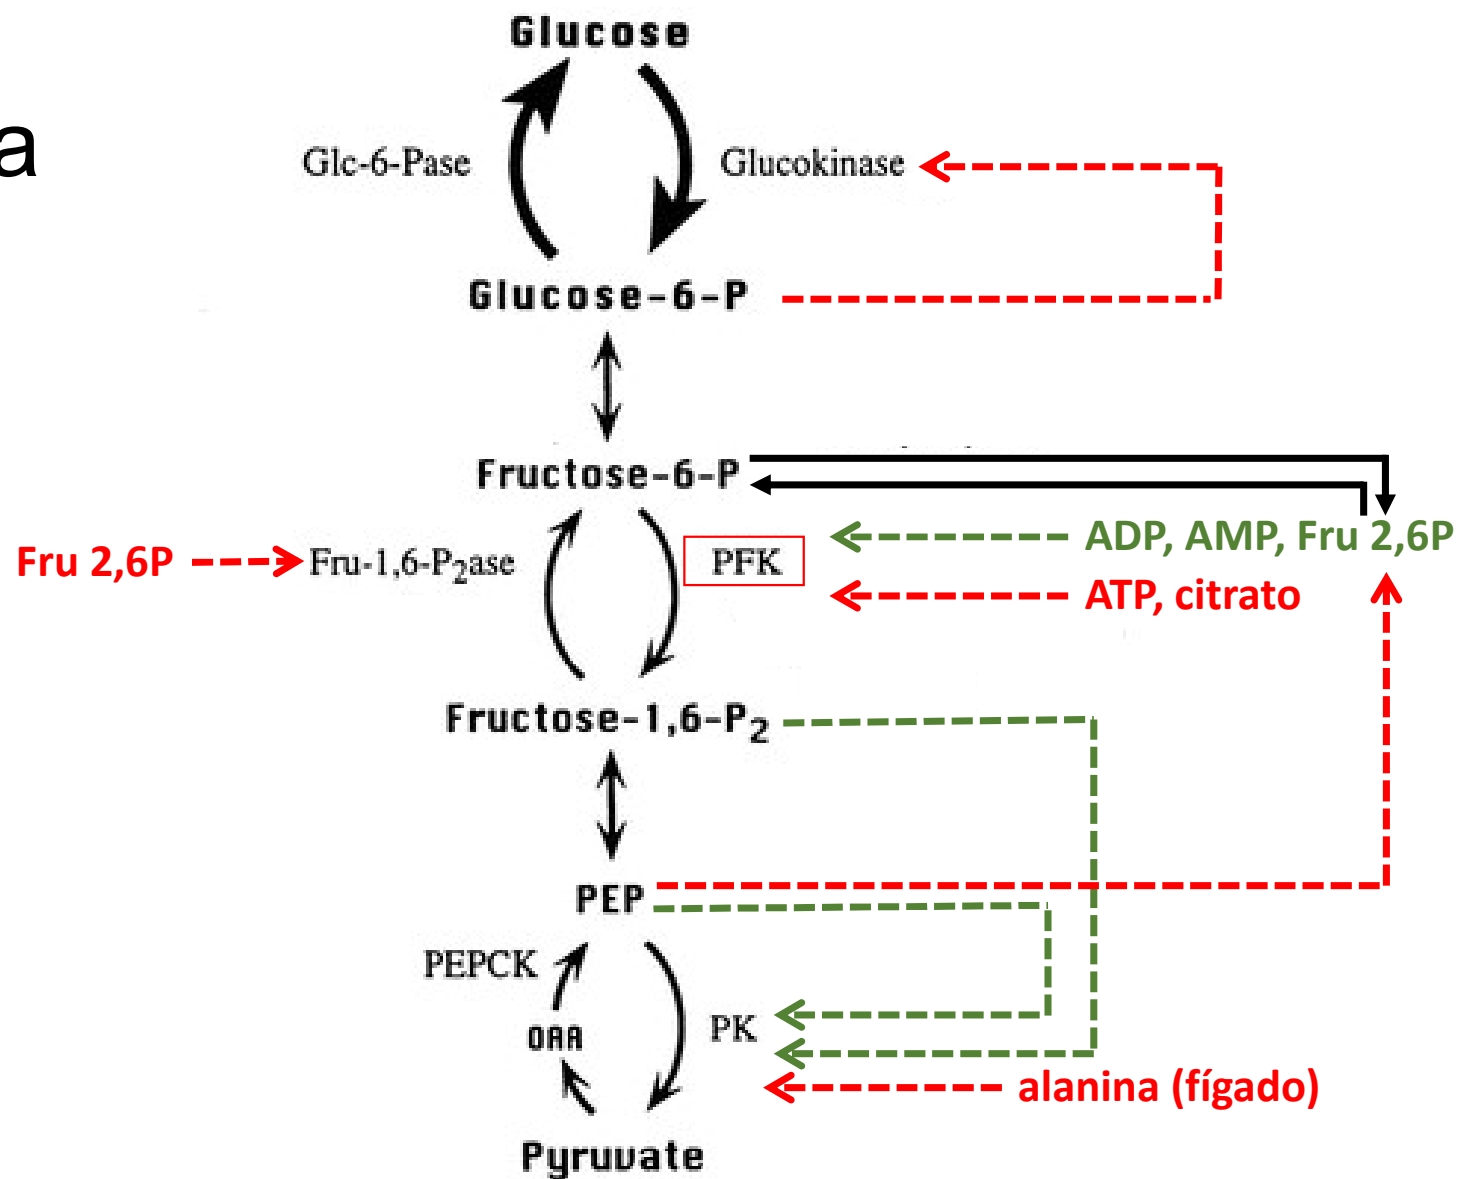 Glucose
a
Glc-6-Pase
Glucokinase
Glucose-6-P
Fructose-6-P
ADP, AMP, Fru 2,6P
Fru 2,6P
Fru-1,6-P2ase
PFK
ATP, citrato
Fructose-1,6-P2
PEP
PEPCK
OAA
PK
alanina (fígado)
Pyruvate